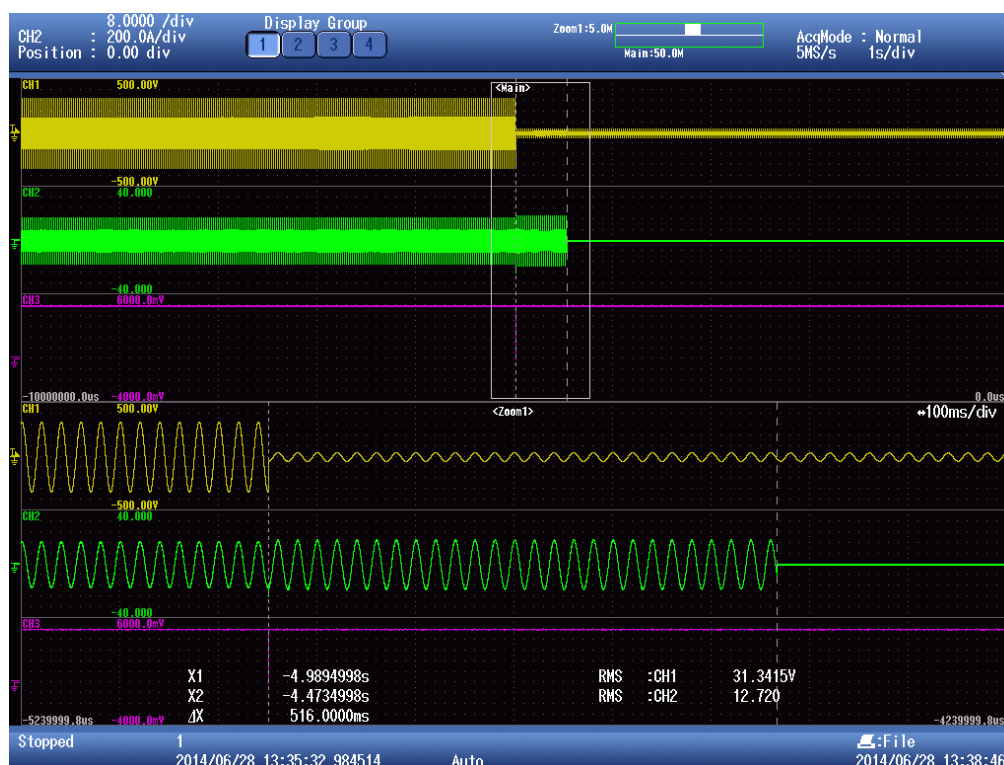 8.0000 /div
CH2 : 200.0A/div
Position : 0.00 div
Display Group
1 2 3 4
Zoom1:5.0M
Main:50.0M
AcqMode : Normal
5MS/s 1s/div
CH1 500.00V
<Main>
-500.00V
CH2 40.000
-40.000
CH3 6000.0mV
-10000000.0us -4000.0mV 0.0us
CH1 500.00V <Zoom1> 100ms/div
-500.00V
CH2 40.000
-40.000
CH3 6000.0mV
X1 -4.9894998s RMS :CH1 31.3415V
X2 -4.4734998s RMS :CH2 12.720
ΔX 516.0000ms
-5239999.8us -4000.0mV -4239999.8us
Stopped 1 :File
2014/06/28 13:35:32.984514 Auto 2014/06/28 13:38:46